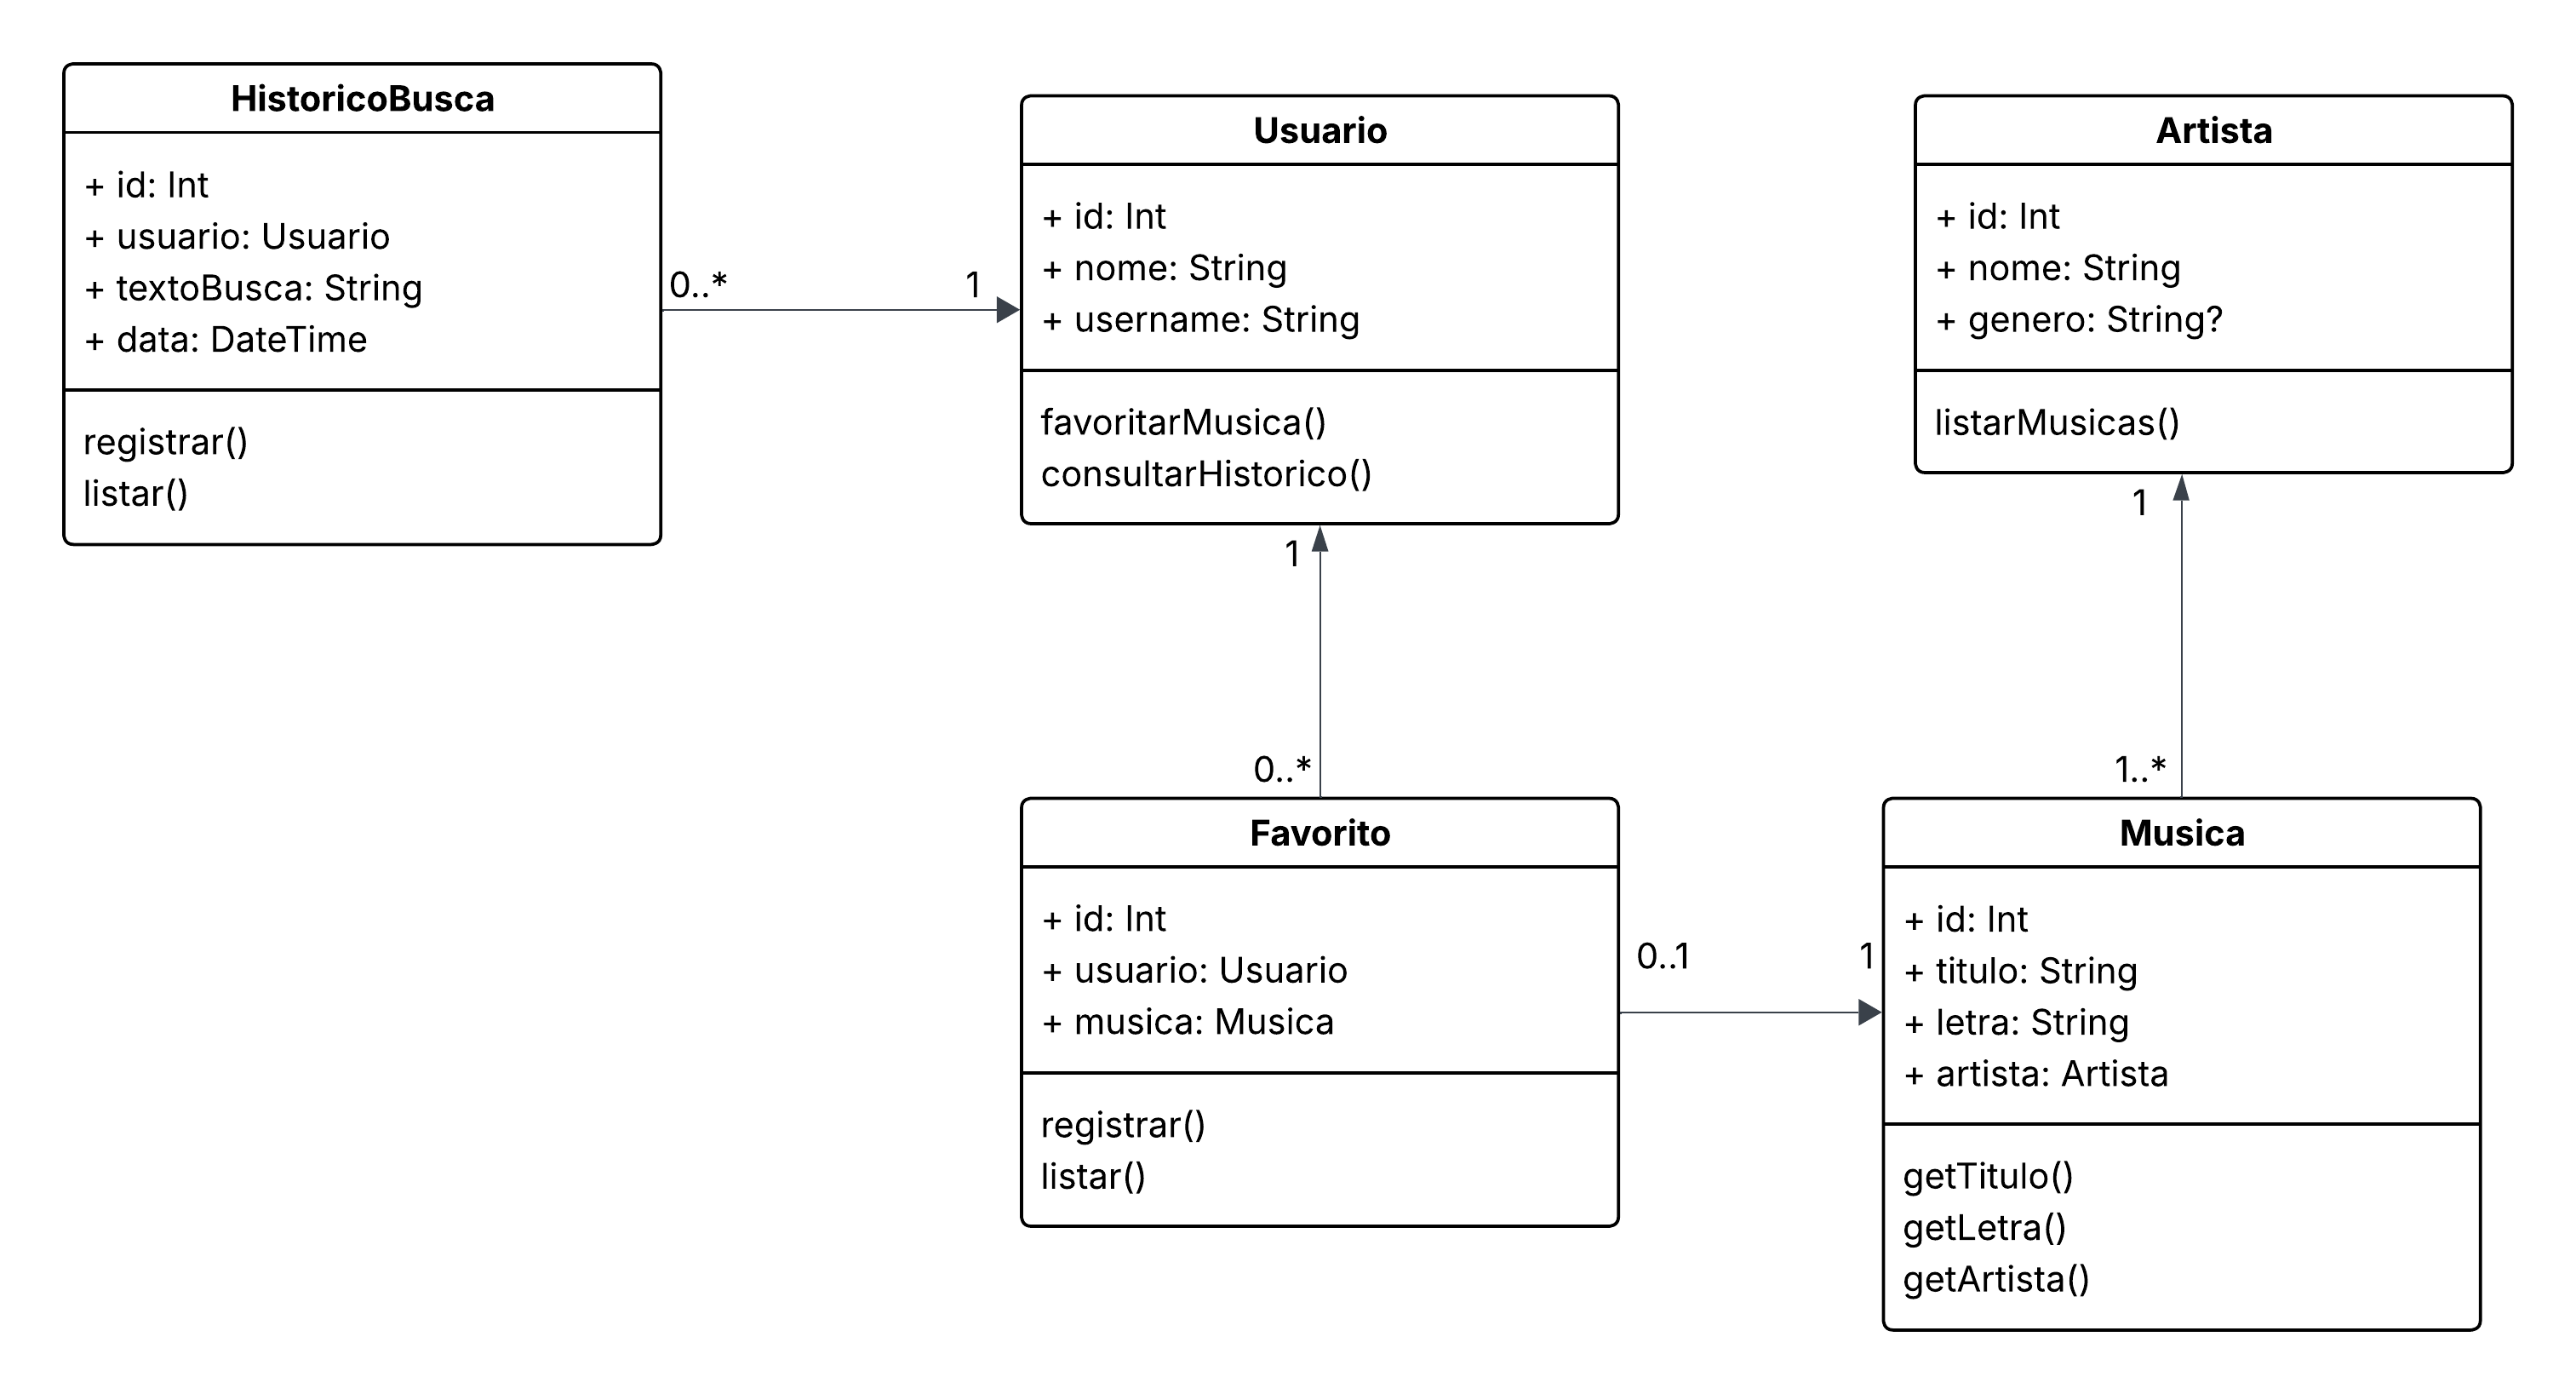 HistoricoBusca
+ id: Int
+ usuario: Usuario
+ textoBusca: String
+ data: DateTime
registrar()
listar()
0..*
1
Usuario
+ id: Int
+ nome: String
+ username: String
favoritarMusica()
consultarHistorico()
1
0..*
Artista
+ id: Int
+ nome: String
+ genero: String?
listarMusicas()
1
1..*
Favorito
+ id: Int
+ usuario: Usuario
+ musica: Musica
registrar()
listar()
0..1
1
Musica
+ id: Int
+ titulo: String
+ letra: String
+ artista: Artista
getTitulo()
getLetra()
getArtista()